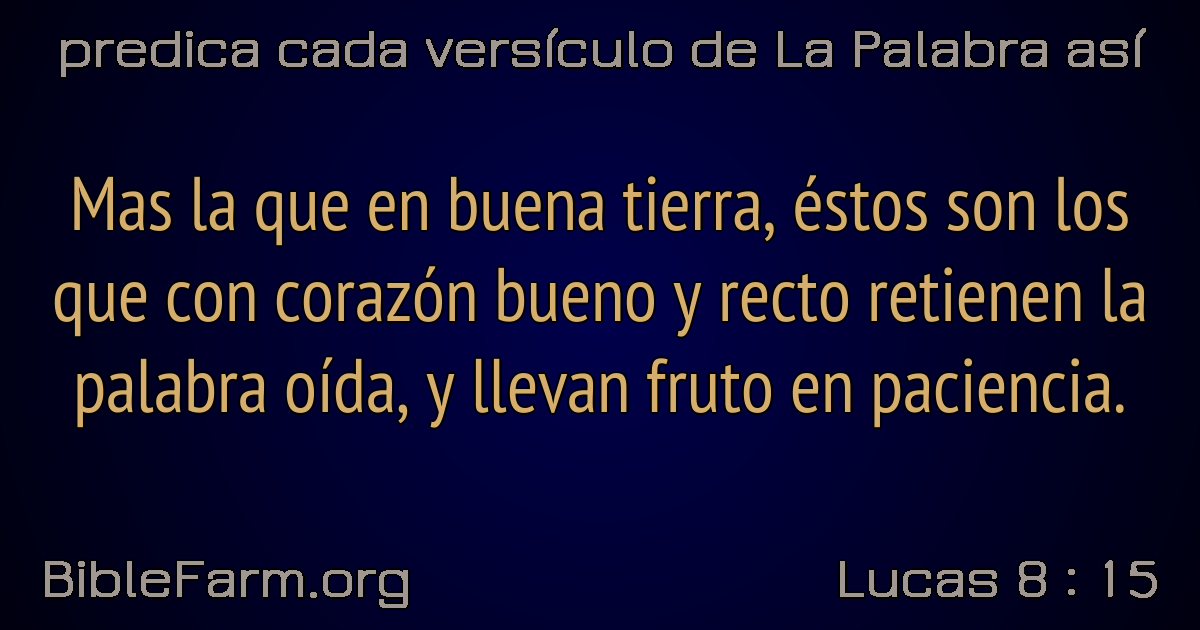 predica cada versículo de La Palabra así
Mas la que en buena tierra, éstos son los
que con corazón bueno y recto retienen la
palabra oída, y llevan fruto en paciencia.
BibleFarm.org
Lucas 8 : 15